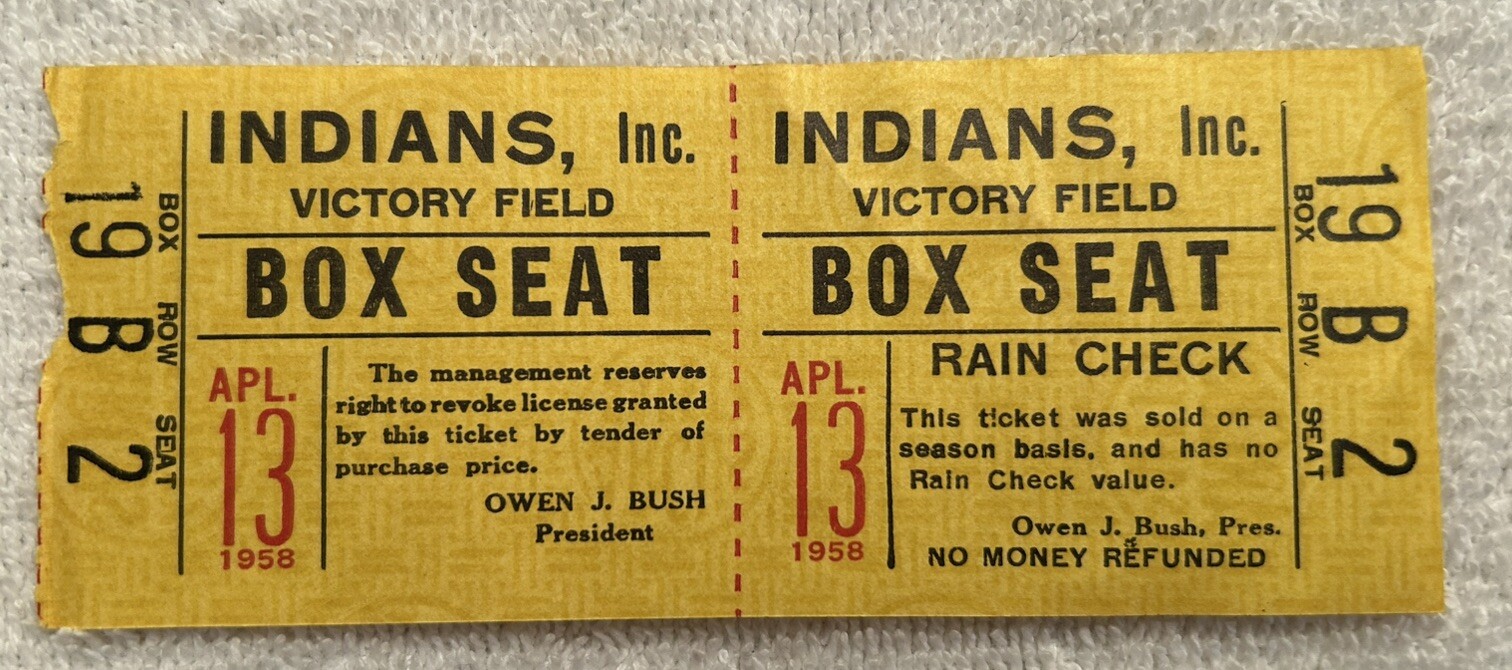 BOX 19 ROW B SEAT 2
INDIANS, Inc.
VICTORY FIELD
BOX SEAT
APL.
13
1958
The management reserves
right to revoke license granted
by this ticket by tender of
purchase price.
OWEN J. BUSH
President
INDIANS, Inc.
VICTORY FIELD
BOX SEAT
APL.
13
1958
RAIN CHECK
This ticket was sold on a
season basis, and has no
Rain Check value.
Owen J. Bush, Pres.
NO MONEY REFUNDED
BOX 19 ROW B SEAT 2